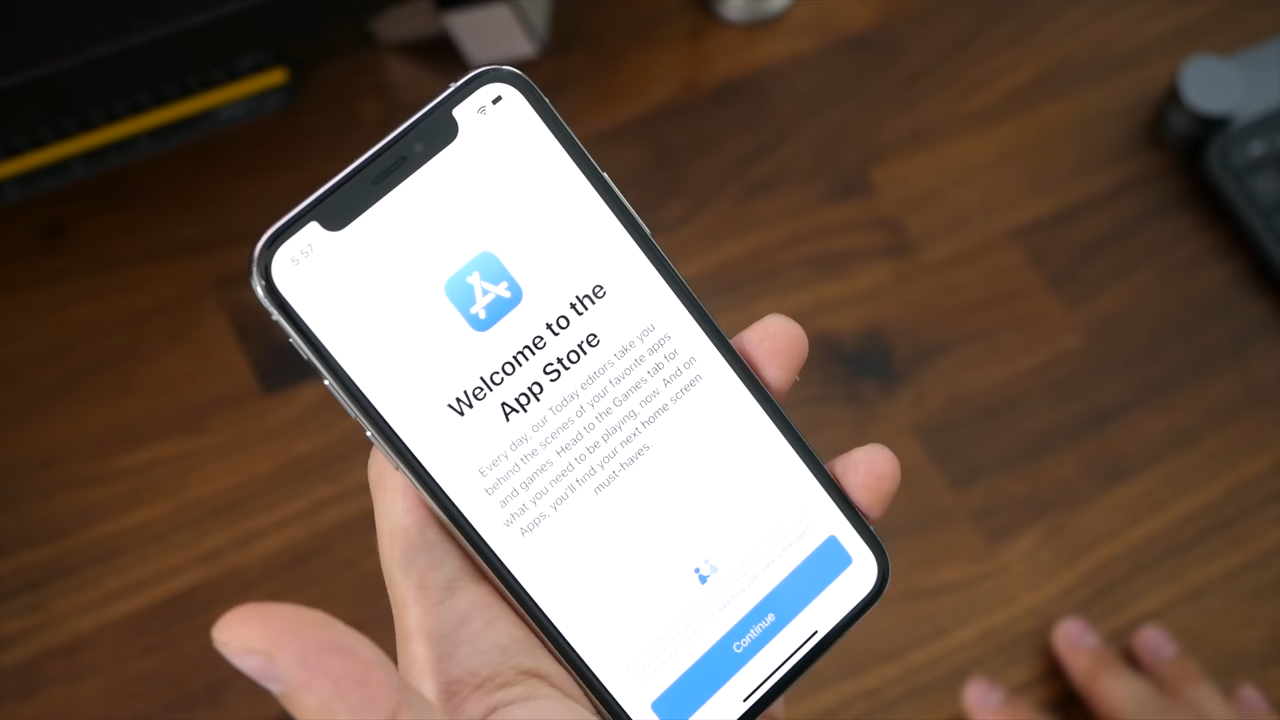 5:57
Welcome to the
App Store
Every day, our Today editors take you
behind the scenes of your favorite apps
and games. Head to the Games tab for
what you need to be playing, now. And on
Apps, you'll find your next home screen
must-haves.
Continue